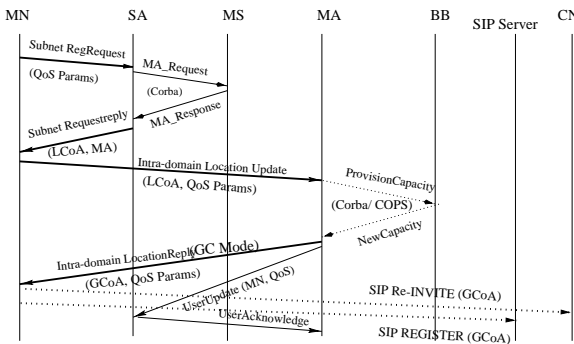 MN SA MS MA BB SIP Server CN
Subnet RegRequest
(QoS Params)
MA_Request
(Corba)
MA_Response
Subnet Requestreply
(LCoA, MA)
Intra-domain Location Update
(LCoA, QoS Params)
ProvisionCapacity
(Corba/ COPS)
NewCapacity
(GC Mode)
Intra-domain LocationReply
(GCoA, QoS Params)
UserUpdate (MN, QoS)
SIP Re-INVITE (GCoA)
UserAcknowledge
SIP REGISTER (GCoA)